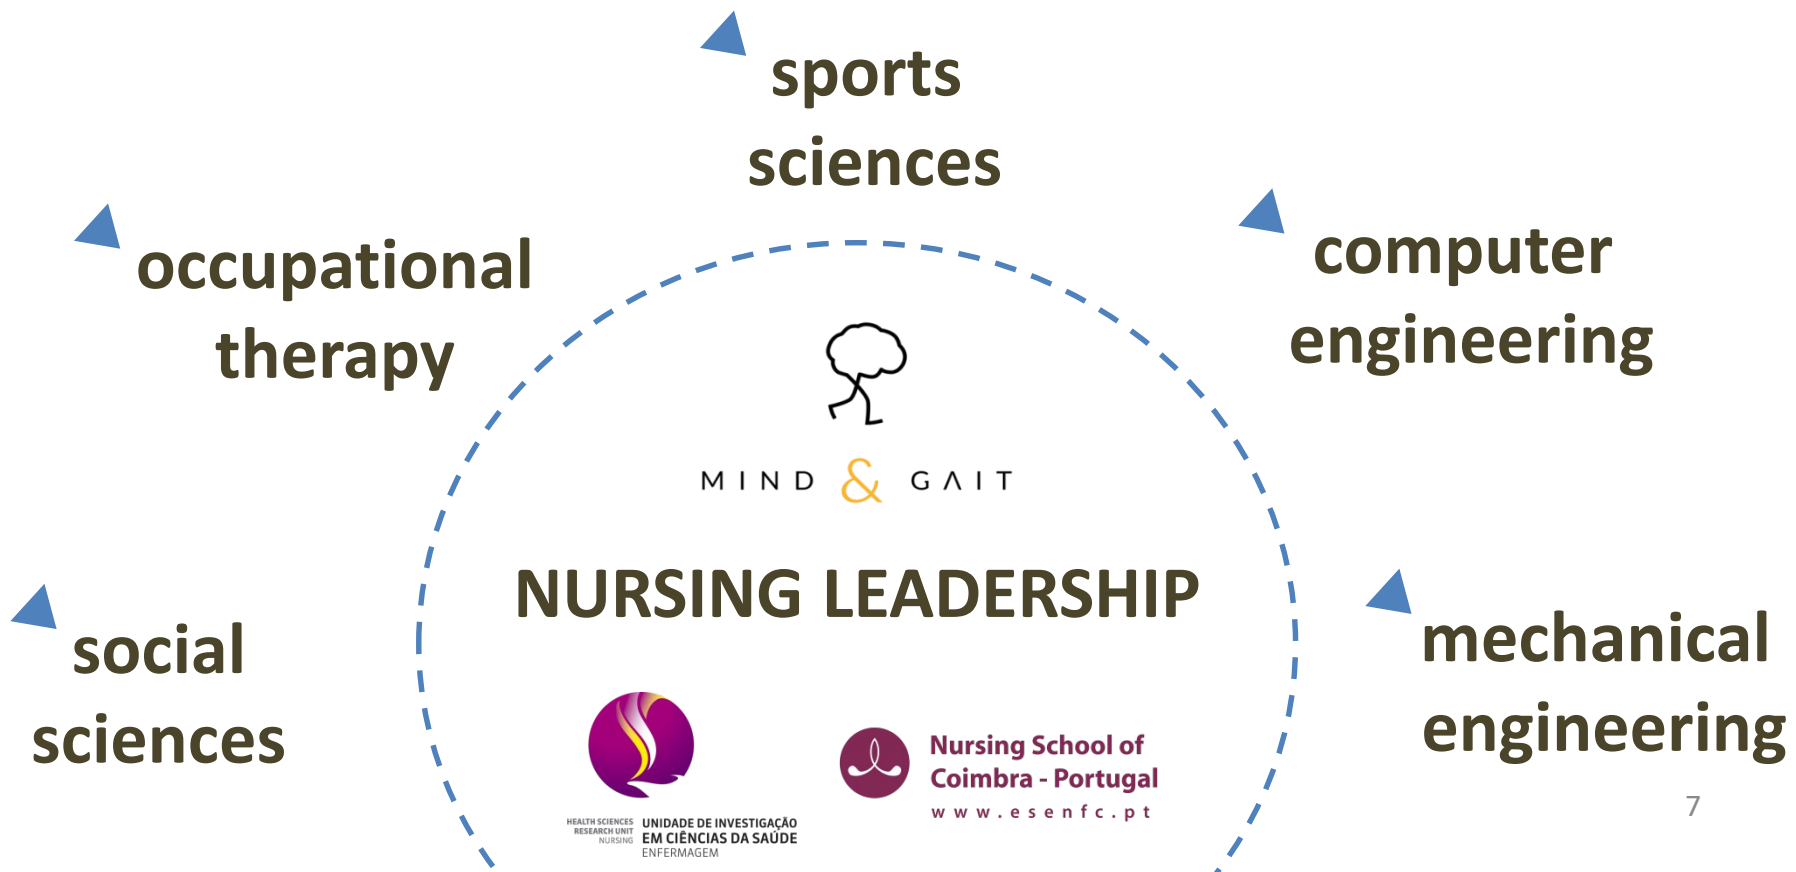 sports
sciences
occupational
therapy
computer
engineering
MIND & GAIT
NURSING LEADERSHIP
social
sciences
mechanical
engineering
HEALTH SCIENCES
RESEARCH UNIT
NURSING
UNIDADE DE INVESTIGAÇÃO
EM CIÊNCIAS DA SAÚDE
ENFERMAGEM
Nursing School of
Coimbra - Portugal
www.esenfc.pt
7